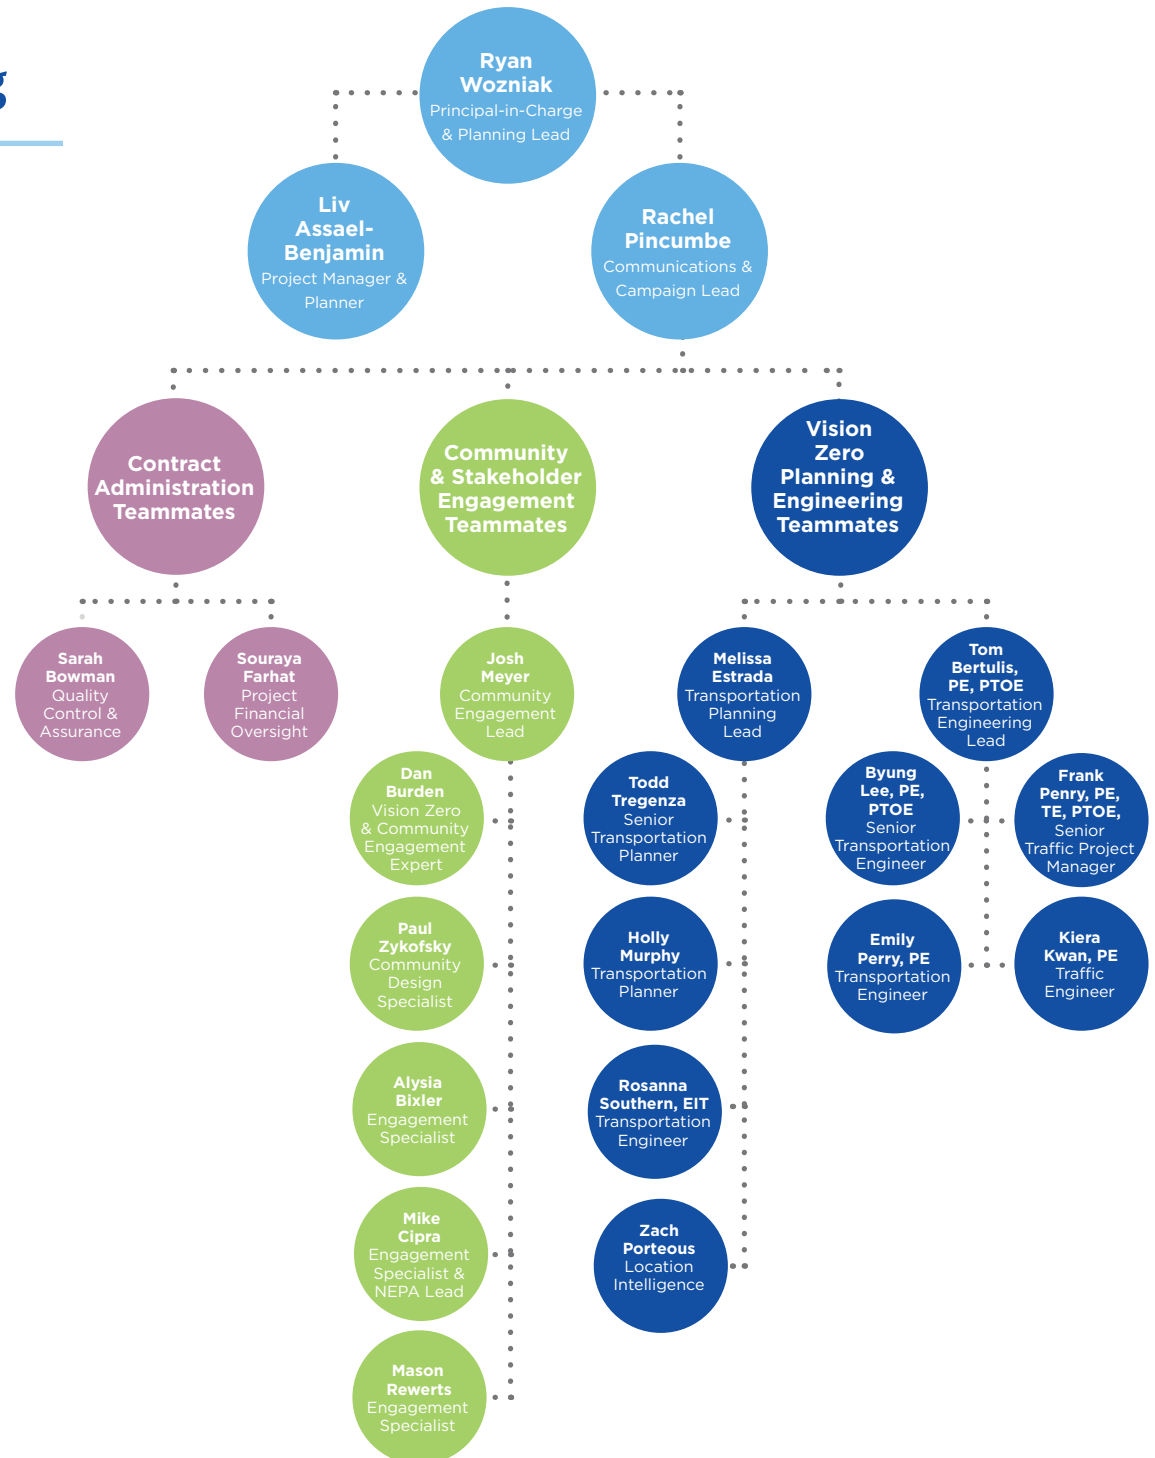 g
Ryan
Wozniak
Principal-in-Charge
& Planning Lead
Liv
Assael-
Benjamin
Project Manager &
Planner
Rachel
Pincumbe
Communications &
Campaign Lead
Contract
Administration
Teammates
Community
& Stakeholder
Engagement
Teammates
Vision
Zero
Planning &
Engineering
Teammates
Sarah
Bowman
Quality
Control &
Assurance
Souraya
Farhat
Project
Financial
Oversight
Josh
Meyer
Community
Engagement
Lead
Melissa
Estrada
Transportation
Planning
Lead
Tom
Bertulis,
PE, PTOE
Transportation
Engineering
Lead
Dan
Burden
Vision Zero
& Community
Engagement
Expert
Todd
Tregenza
Senior
Transportation
Planner
Byung
Lee, PE,
PTOE
Senior
Transportation
Engineer
Frank
Penry, PE,
TE, PTOE,
Senior
Traffic Project
Manager
Paul
Zykofsky
Community
Design
Specialist
Holly
Murphy
Transportation
Planner
Emily
Perry, PE
Transportation
Engineer
Kiera
Kwan, PE
Traffic
Engineer
Alysia
Bixler
Engagement
Specialist
Rosanna
Southern, EIT
Transportation
Engineer
Mike
Cipra
Engagement
Specialist &
NEPA Lead
Zach
Porteous
Location
Intelligence
Mason
Rewerts
Engagement
Specialist